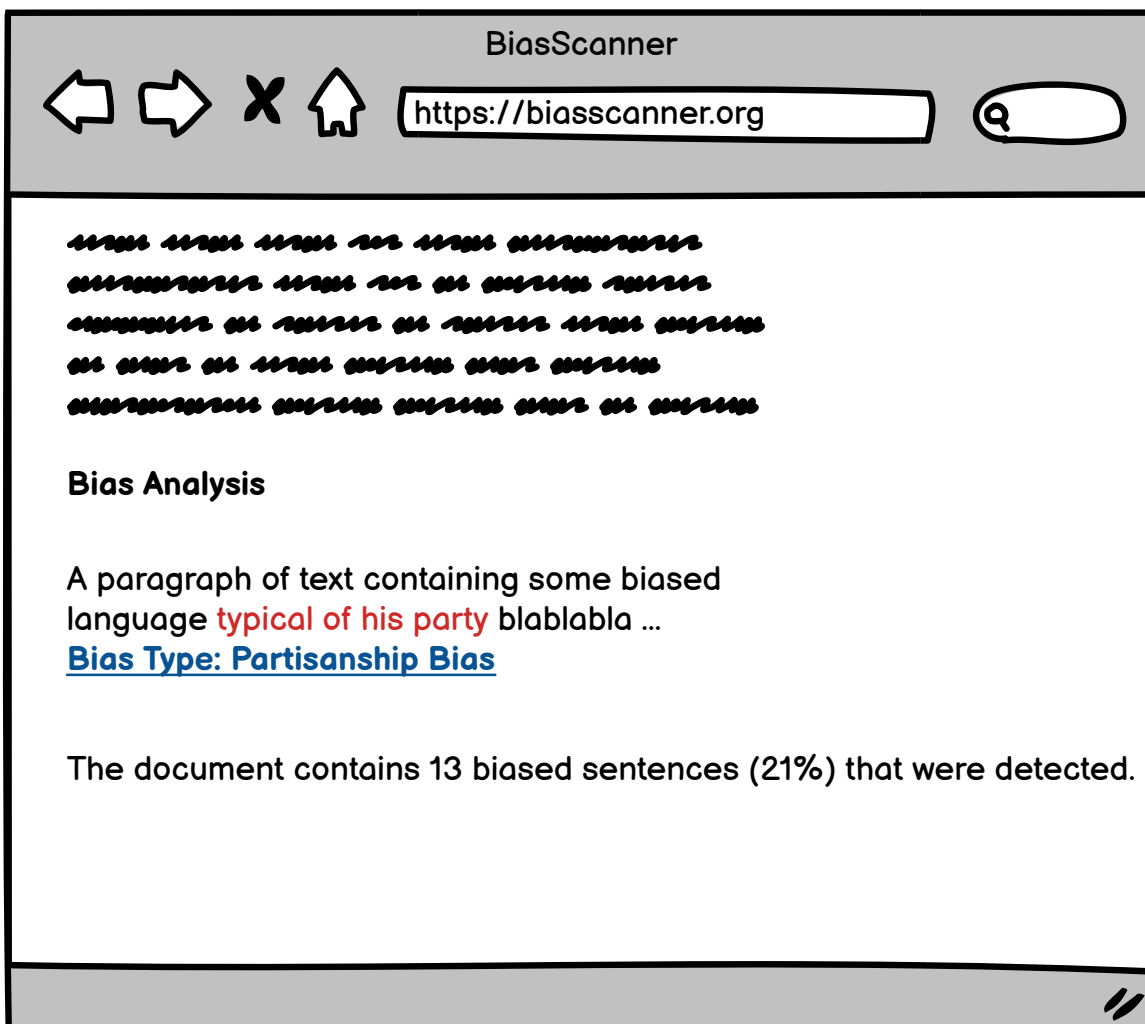 BiasScanner
https://biasscanner.org
Bias Analysis
A paragraph of text containing some biased
language typical of his party blablabla ...
Bias Type: Partisanship Bias
The document contains 13 biased sentences (21%) that were detected.